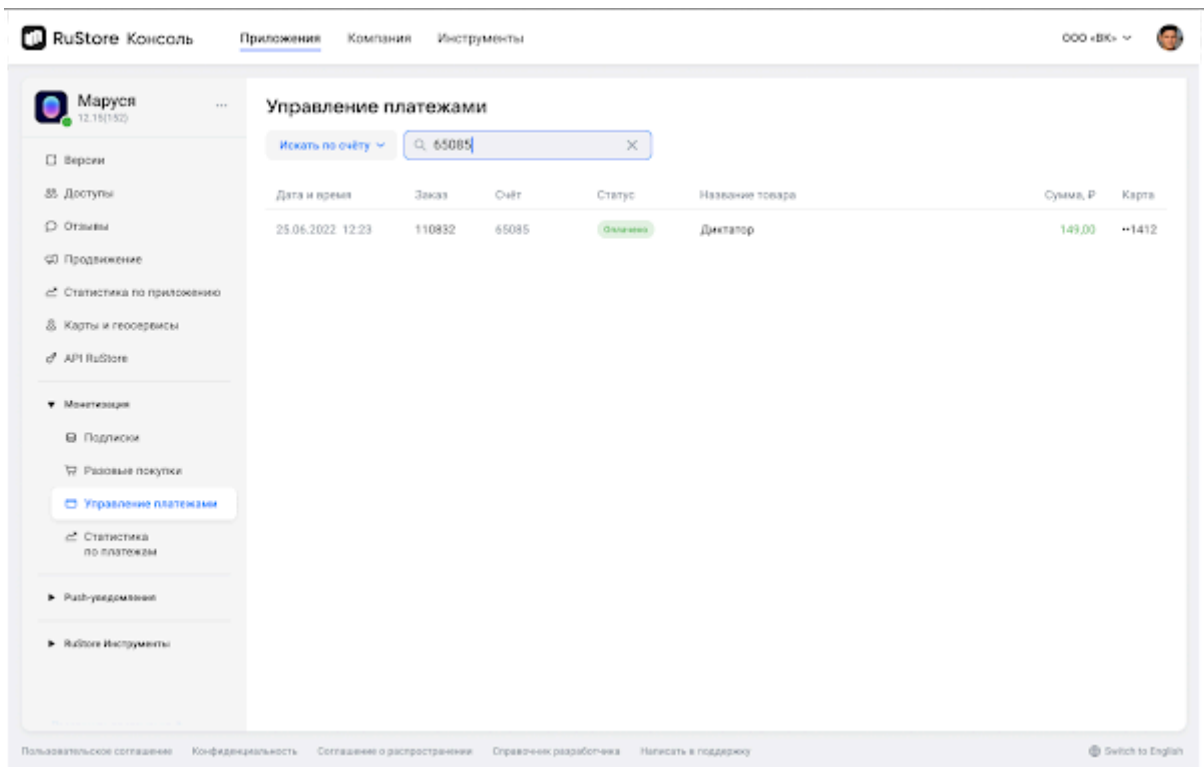 RuStore Консоль
Приложения
Компания
Инструменты
ООО «ВК»
Маруся
12.15(152)
Версии
Доступы
Отзывы
Продвижение
Статистика по приложению
Карты и геосервисы
API RuStore
Монетизация
Подписки
Разовые покупки
Управление платежами
Статистика
по платежам
Push-уведомления
RuStore Инструменты
Управление платежами
Искать по счёту
65085
Дата и время Заказ Счёт Статус Название товара Сумма, ₽ Карта
25.06.2022 12:23 110832 65085 Оплачено Диктатор 149,00 ••1412
Пользовательское соглашение Конфиденциальность Соглашение о распространении Справочник разработчика Написать в поддержку Switch to English